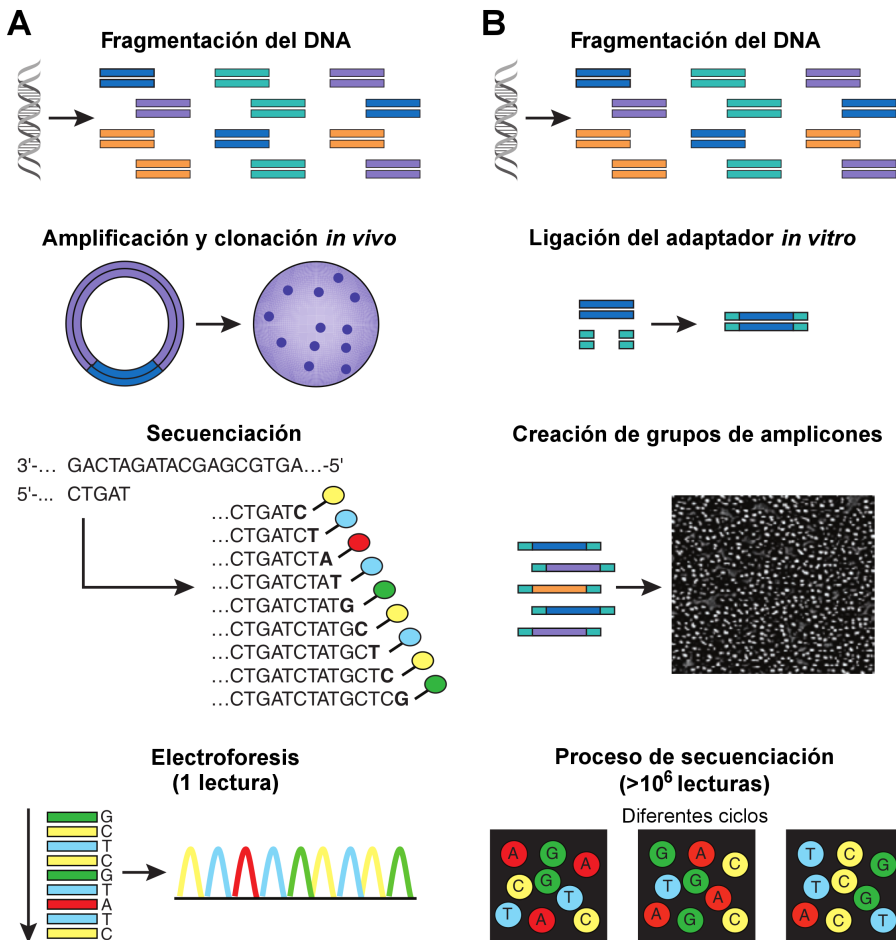 A
Fragmentación del DNA
Amplificación y clonación in vivo
Secuenciación
3'-... GACTAGATACGAGCGTGA...-5'
5'-... CTGAT
...CTGATC
...CTGATCT
...CTGATCTA
...CTGATCTAT
...CTGATCTATG
...CTGATCTATGC
...CTGATCTATGCT
...CTGATCTATGCTC
...CTGATCTATGCTCG
Electroforesis
(1 lectura)
G
C
T
C
G
T
A
T
C
B
Fragmentación del DNA
Ligación del adaptador in vitro
Creación de grupos de amplicones
Proceso de secuenciación
(>10⁶ lecturas)
Diferentes ciclos
A G A
C G T
T A C
G A C
T G A
A G C
T C G
T C G
A C T